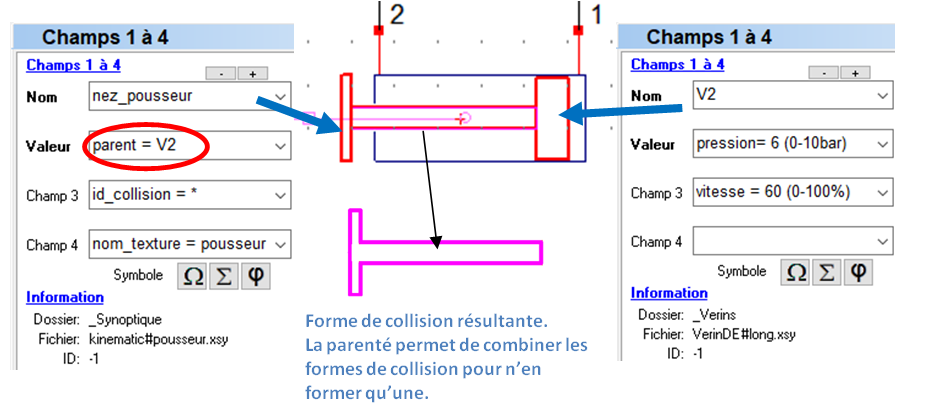 Champs 1 à 4
Champs 1 à 4
- +
Nom nez_pousseur
Valeur parent = V2
Champ 3 id_collision = *
Champ 4 nom_texture = pousseur
Symbole Ω Σ φ
Information
Dossier: _Synoptique
Fichier: kinematic#pousseur.xsy
ID: -1
2 1
Forme de collision résultante.
La parenté permet de combiner les
formes de collision pour n'en
former qu'une.
Champs 1 à 4
Champs 1 à 4
- +
Nom V2
Valeur pression= 6 (0-10bar)
Champ 3 vitesse = 60 (0-100%)
Champ 4
Symbole Ω Σ φ
Information
Dossier: _Verins
Fichier: VerinDE#long.xsy
ID: -1